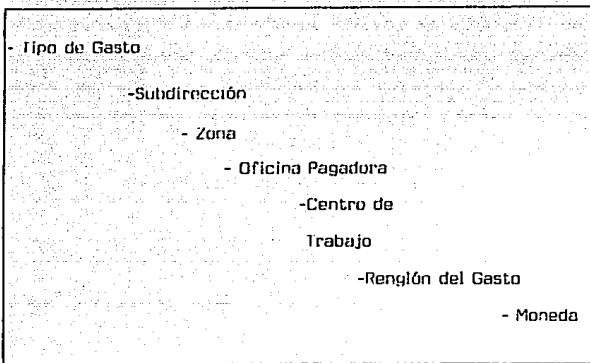 - Tipo de Gasto
-Subdirección
- Zona
- Oficina Pagadora
-Centro de
Trabajo
-Renglón del Gasto
- Moneda